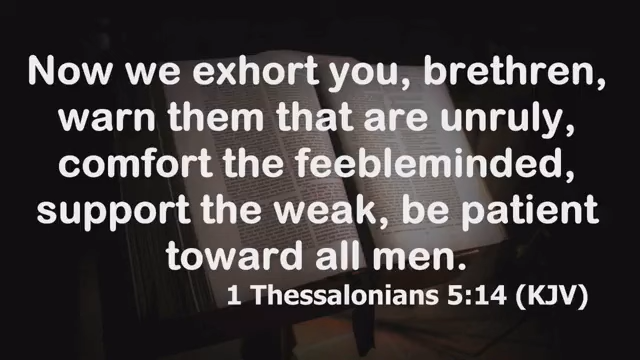 Now we exhort you, brethren,
warn them that are unruly,
comfort the feebleminded,
support the weak, be patient
toward all men.
1 Thessalonians 5:14 (KJV)